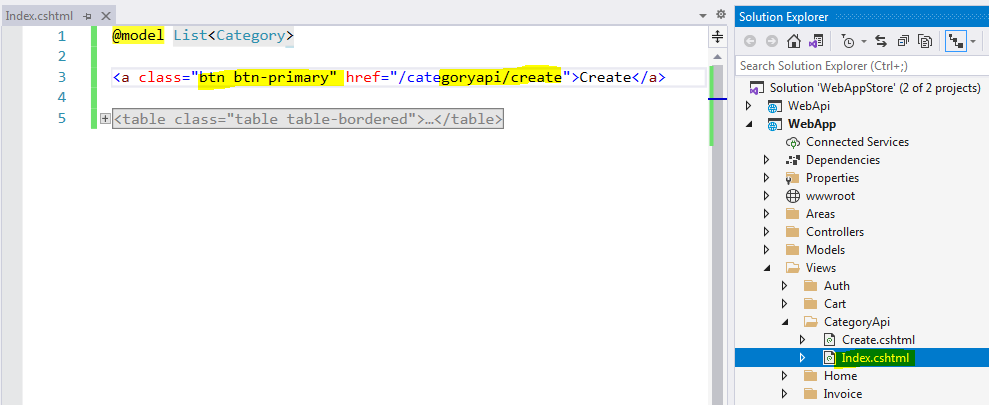 Index.cshtml
1 @model List<Category>
2
3 <a class="btn btn-primary" href="/categoryapi/create">Create</a>
4
5 <table class="table table-bordered">…</table>
Solution Explorer
Search Solution Explorer (Ctrl+;)
Solution 'WebAppStore' (2 of 2 projects)
WebApi
WebApp
Connected Services
Dependencies
Properties
wwwroot
Areas
Controllers
Models
Views
Auth
Cart
CategoryApi
Create.cshtml
Index.cshtml
Home
Invoice